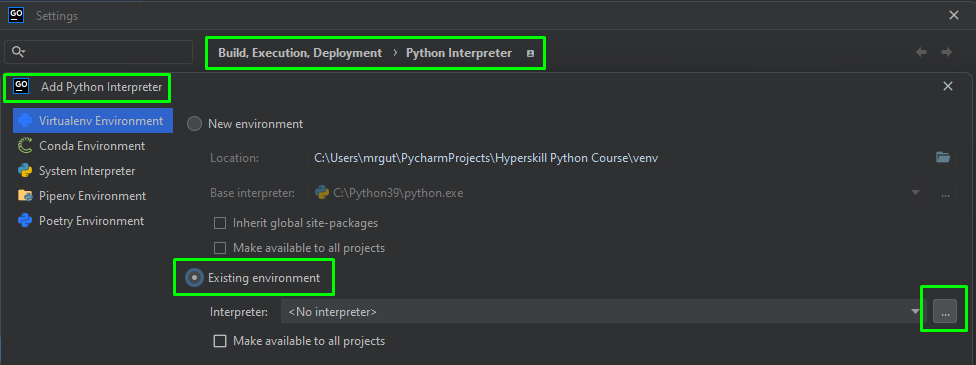 GO
Settings
Build, Execution, Deployment › Python Interpreter
GO
Add Python Interpreter
Virtualenv Environment
Conda Environment
System Interpreter
Pipenv Environment
Poetry Environment
New environment
Location: C:\Users\mrgut\PycharmProjects\Hyperskill Python Course\venv
Base interpreter: C:\Python39\python.exe ...
Inherit global site-packages
Make available to all projects
Existing environment
Interpreter: <No interpreter> ...
Make available to all projects